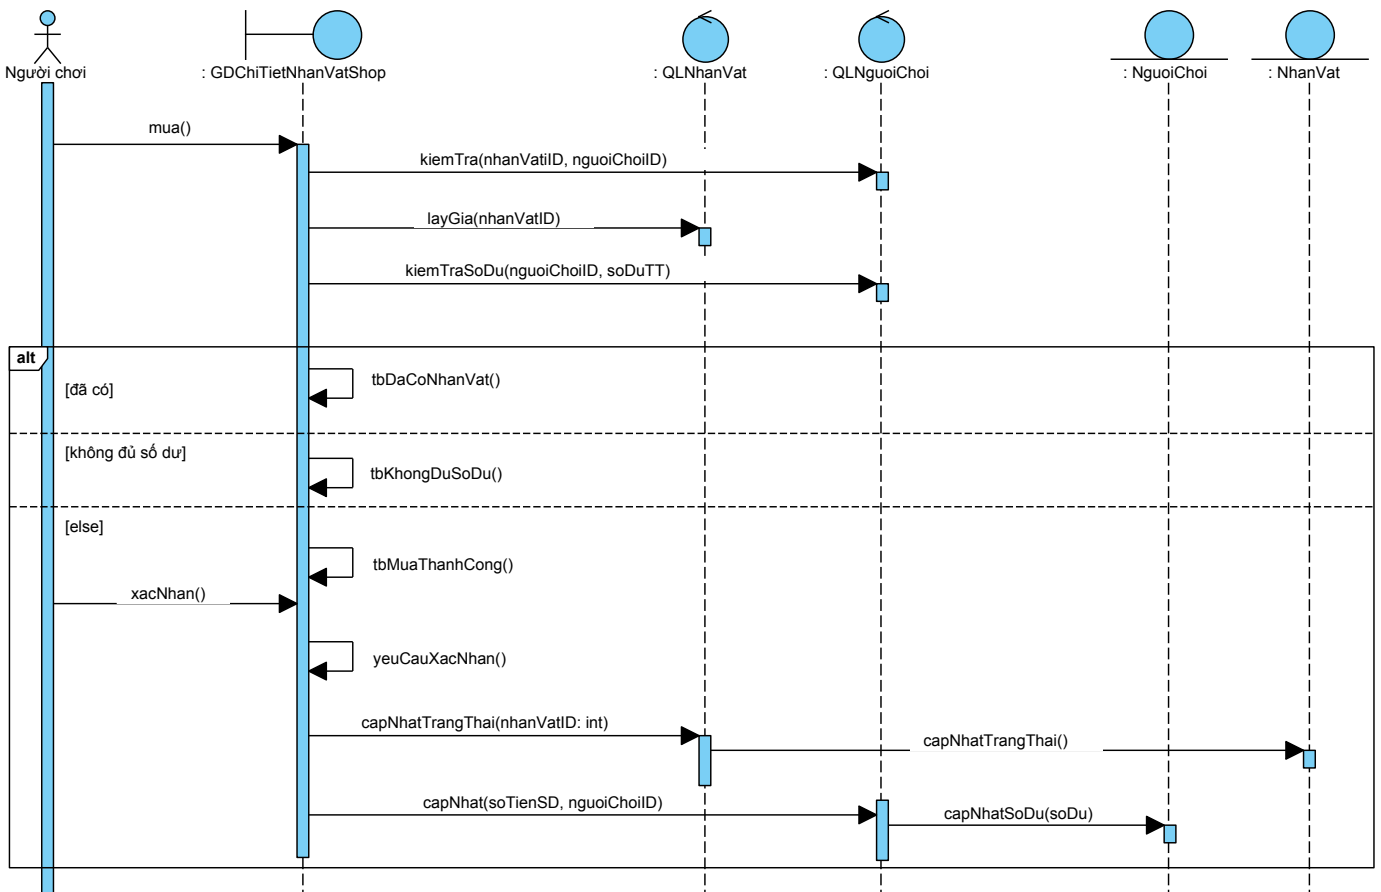 Người chơi
: GDChiTietNhanVatShop
: QLNhanVat
: QLNguoiChoi
: NguoiChoi
: NhanVat
mua()
kiemTra(nhanVatiID, nguoiChoiID)
layGia(nhanVatID)
kiemTraSoDu(nguoiChoiID, soDuTT)
alt
[đã có]
tbDaCoNhanVat()
[không đủ số dư]
tbKhongDuSoDu()
[else]
tbMuaThanhCong()
xacNhan()
yeuCauXacNhan()
capNhatTrangThai(nhanVatID: int)
capNhatTrangThai()
capNhat(soTienSD, nguoiChoiID)
capNhatSoDu(soDu)